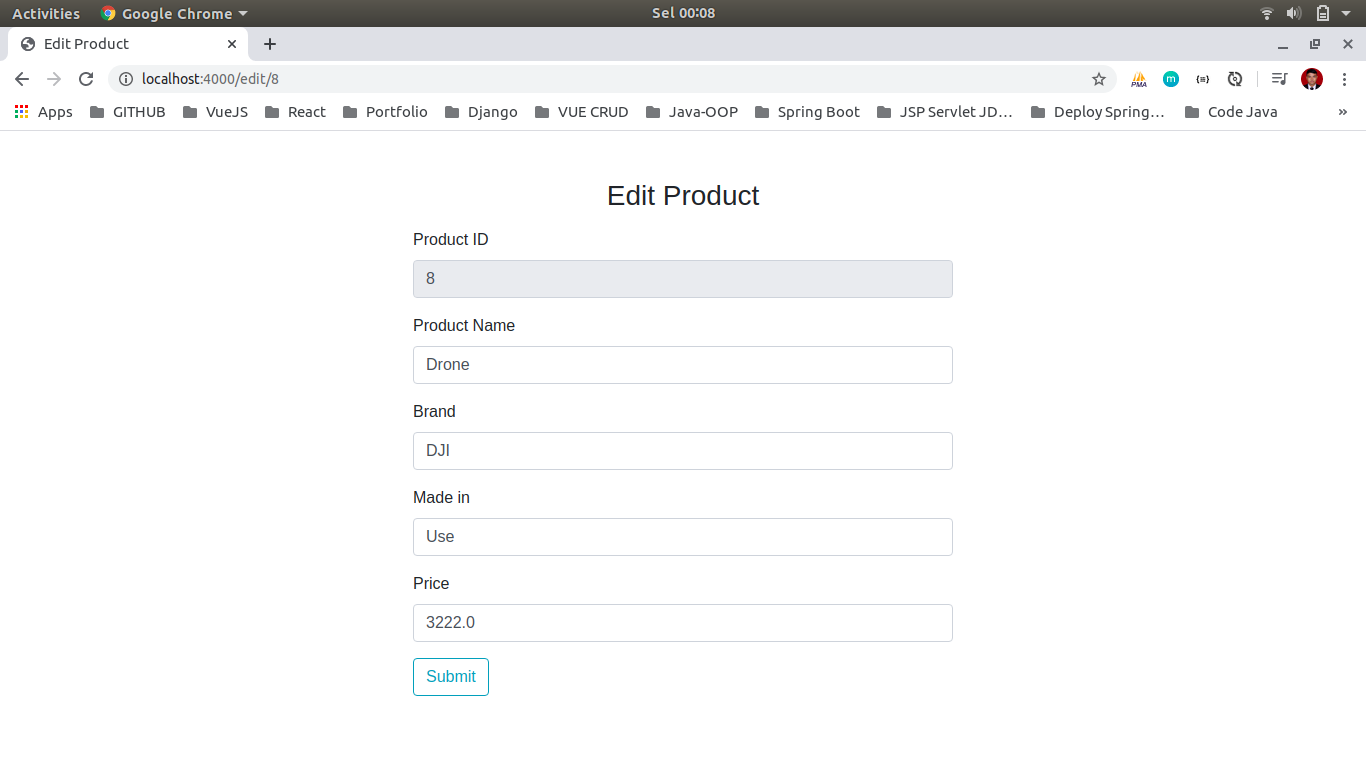 Activities Google Chrome Sel 00:08
Edit Product
localhost:4000/edit/8 PMA m {≡}
Apps GITHUB VueJS React Portfolio Django VUE CRUD Java-OOP Spring Boot JSP Servlet JD... Deploy Spring... Code Java »
Edit Product
Product ID
8
Product Name
Drone
Brand
DJI
Made in
Use
Price
3222.0
Submit